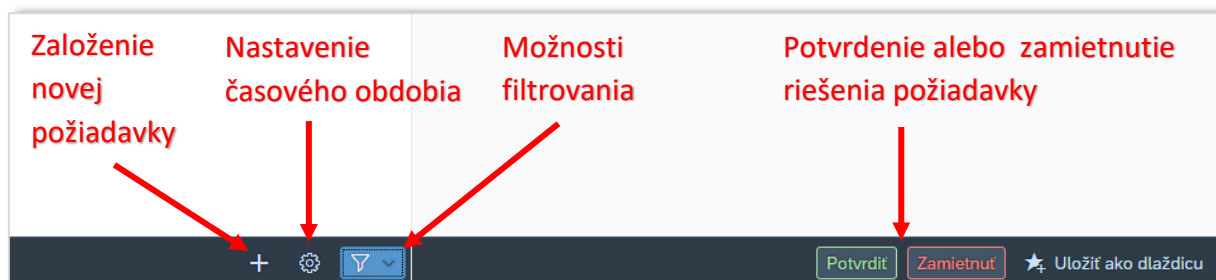 Založenie
novej
požiadavky
Nastavenie
časového obdobia
Možnosti
filtrovania
Potvrdenie alebo  zamietnutie
riešenia požiadavky
Potvrdiť
Zamietnuť
Uložiť ako dlaždicu